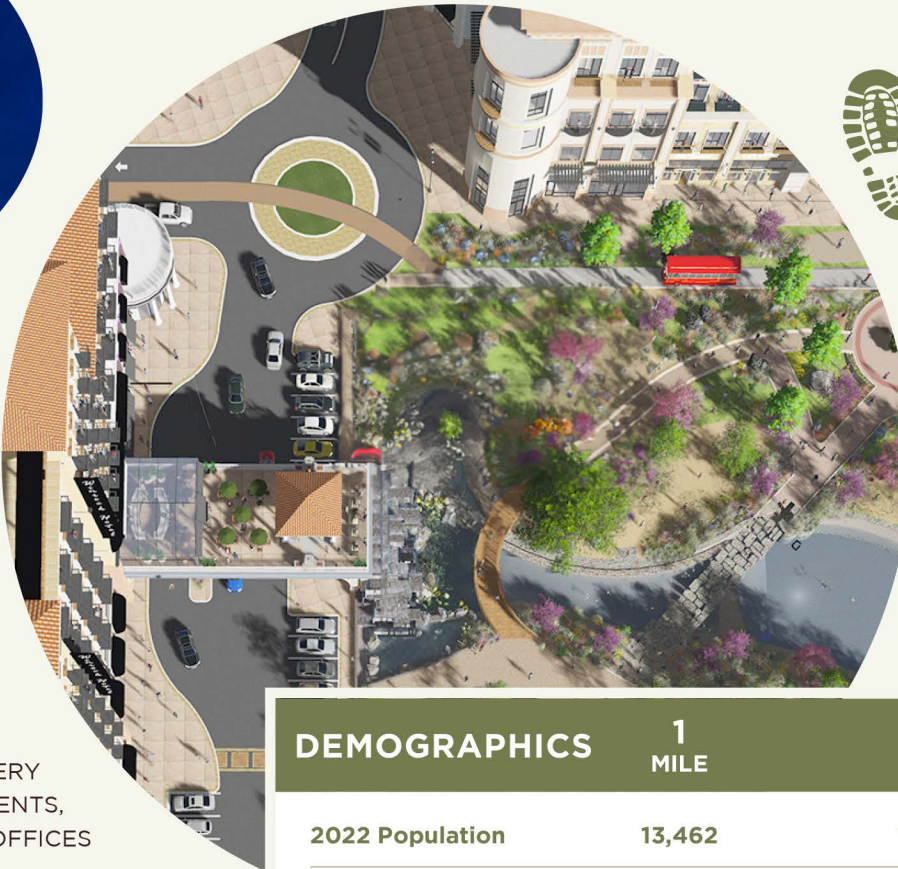 ERY
ENTS,
OFFICES
DEMOGRAPHICS
1
MILE
2022 Population
13,462